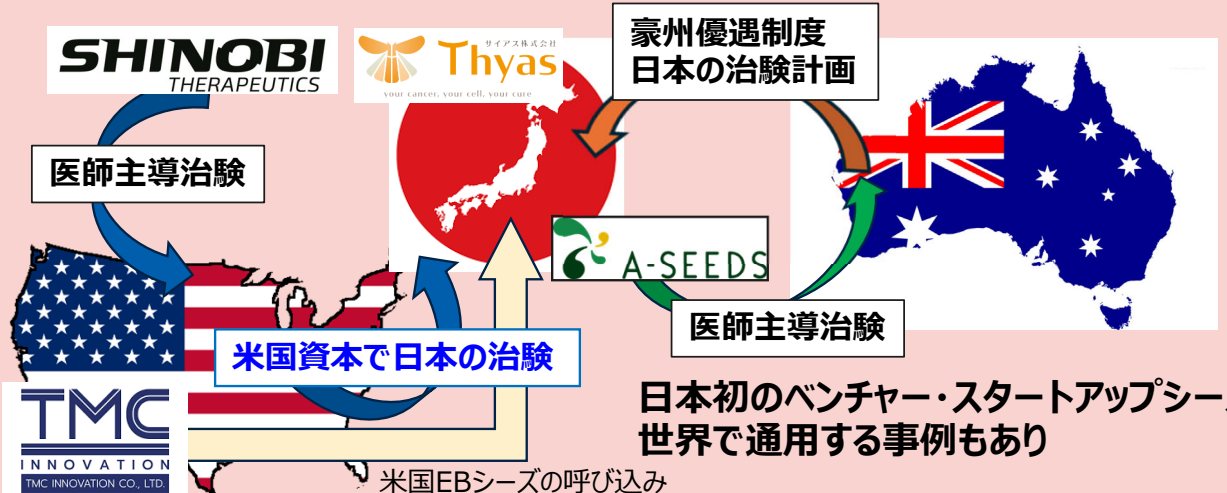 SHINOBI
THERAPEUTICS
サイアス株式会社
Thyas
your cancer, your cell, your cure
豪州優遇制度
日本の治験計画
医師主導治験
A-SEEDS
医師主導治験
米国資本で日本の治験
TMC
INNOVATION
TMC INNOVATION CO., LTD.
日本初のベンチャー・スタートアップシー
世界で通用する事例もあり
米国EBシーズの呼び込み